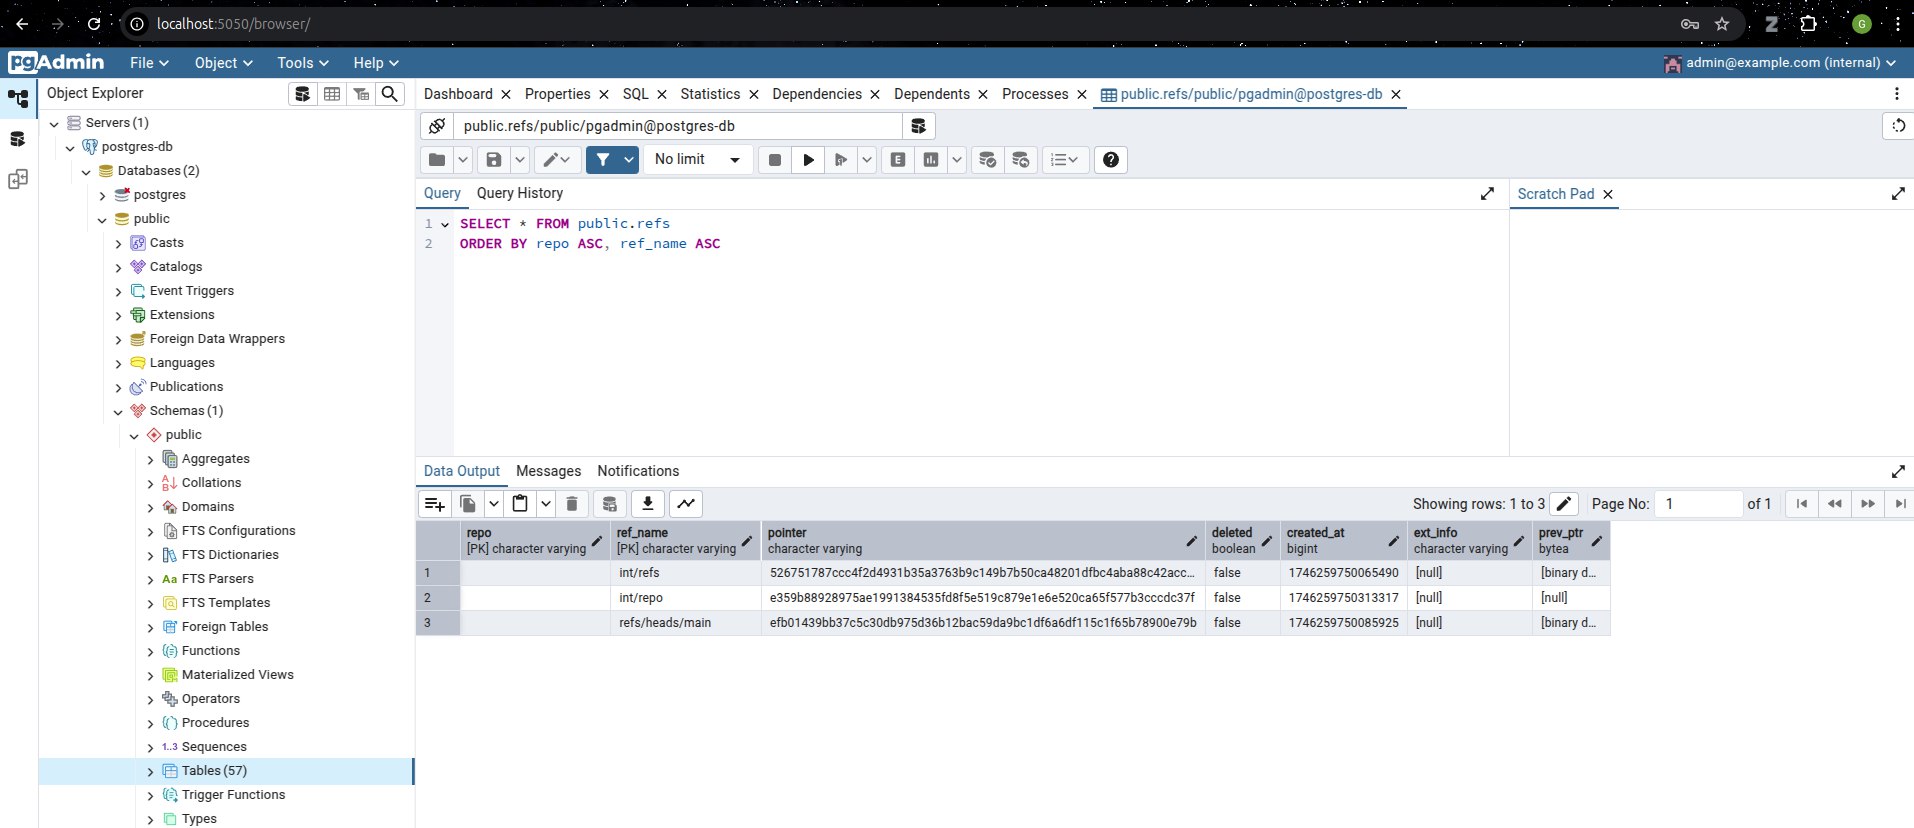 localhost:5050/browser/
G
pgAdmin File Object Tools Help admin@example.com (internal)
Object Explorer
Dashboard Properties SQL Statistics Dependencies Dependents Processes public.refs/public/pgadmin@postgres-db
Servers (1)
postgres-db
Databases (2)
postgres
public
Casts
Catalogs
Event Triggers
Extensions
Foreign Data Wrappers
Languages
Publications
Schemas (1)
public
Aggregates
Collations
Domains
FTS Configurations
FTS Dictionaries
Aa FTS Parsers
FTS Templates
Foreign Tables
Functions
Materialized Views
Operators
Procedures
1..3 Sequences
Tables (57)
Trigger Functions
Types
public.refs/public/pgadmin@postgres-db
No limit E
Query Query History
Scratch Pad
1 SELECT * FROM public.refs
2 ORDER BY repo ASC, ref_name ASC
Data Output Messages Notifications
Showing rows: 1 to 3 Page No: 1 of 1
repo ref_name pointer deleted created_at ext_info prev_ptr
[PK] character varying [PK] character varying character varying boolean bigint character varying bytea
1 int/refs 526751787ccc4f2d4931b35a3763b9c149b7b50ca48201dfbc4aba88c42acc... false 1746259750065490 [null] [binary d...
2 int/repo e359b88928975ae1991384535fd8f5e519c879e1e6e520ca65f577b3cccdc37f false 1746259750313317 [null] [null]
3 refs/heads/main efb01439bb37c5c30db975d36b12bac59da9bc1df6a6df115c1f65b78900e79b false 1746259750085925 [null] [binary d...